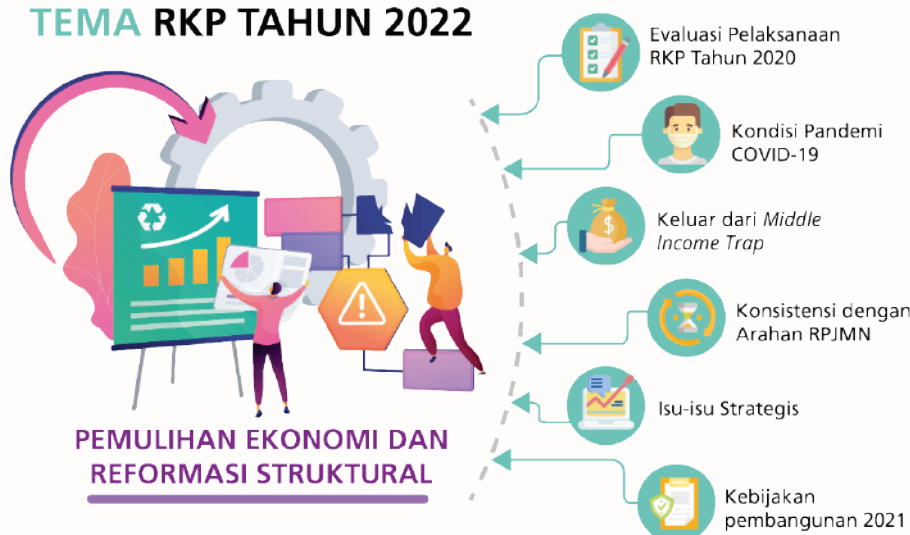 TEMA RKP TAHUN 2022
Evaluasi Pelaksanaan
RKP Tahun 2020
Kondisi Pandemi
COVID-19
Keluar dari Middle
Income Trap
Konsistensi dengan
Arahan RPJMN
Isu-isu Strategis
Kebijakan
pembangunan 2021
PEMULIHAN EKONOMI DAN
REFORMASI STRUKTURAL